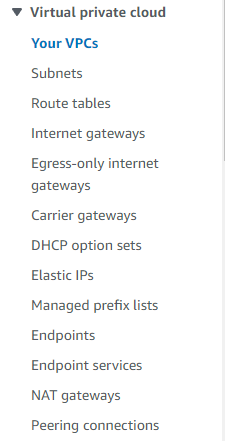 Virtual private cloud
Your VPCs
Subnets
Route tables
Internet gateways
Egress-only internet
gateways
Carrier gateways
DHCP option sets
Elastic IPs
Managed prefix lists
Endpoints
Endpoint services
NAT gateways
Peering connections